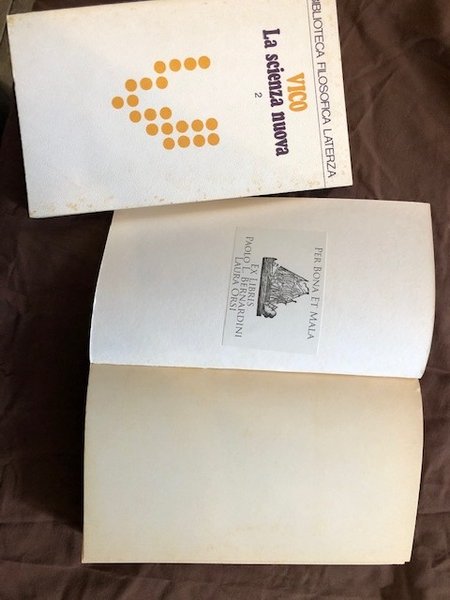 BIBLIOTECA FILOSOFICA LATERZA
VICO
La scienza nuova
2
PER BONA ET MALA
EX LIBRIS
PAOLO L. BERNARDINI
LAURA ORSI